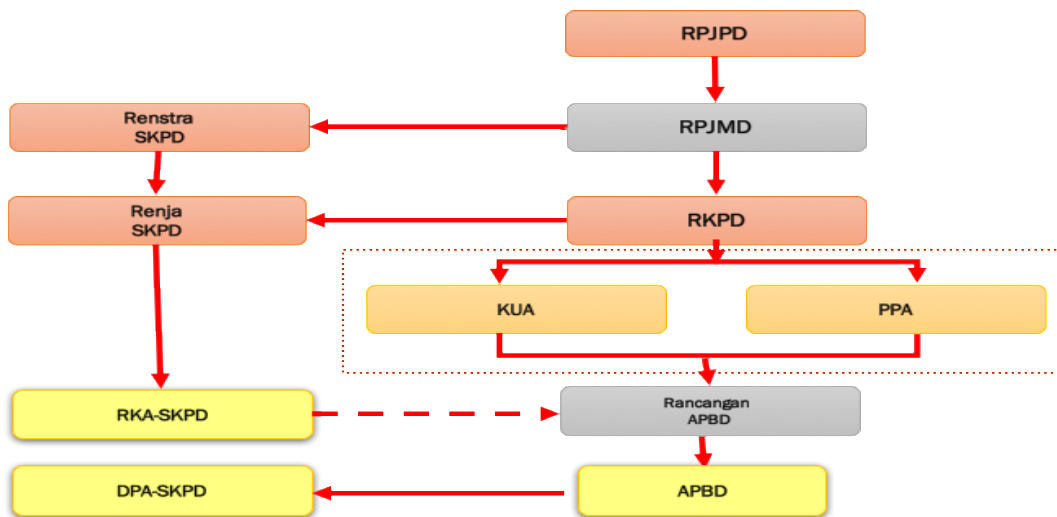 RPJPD
Renstra
SKPD
RPJMD
Renja
SKPD
RKPD
KUA
PPA
RKA-SKPD
Rancangan
APBD
DPA-SKPD
APBD